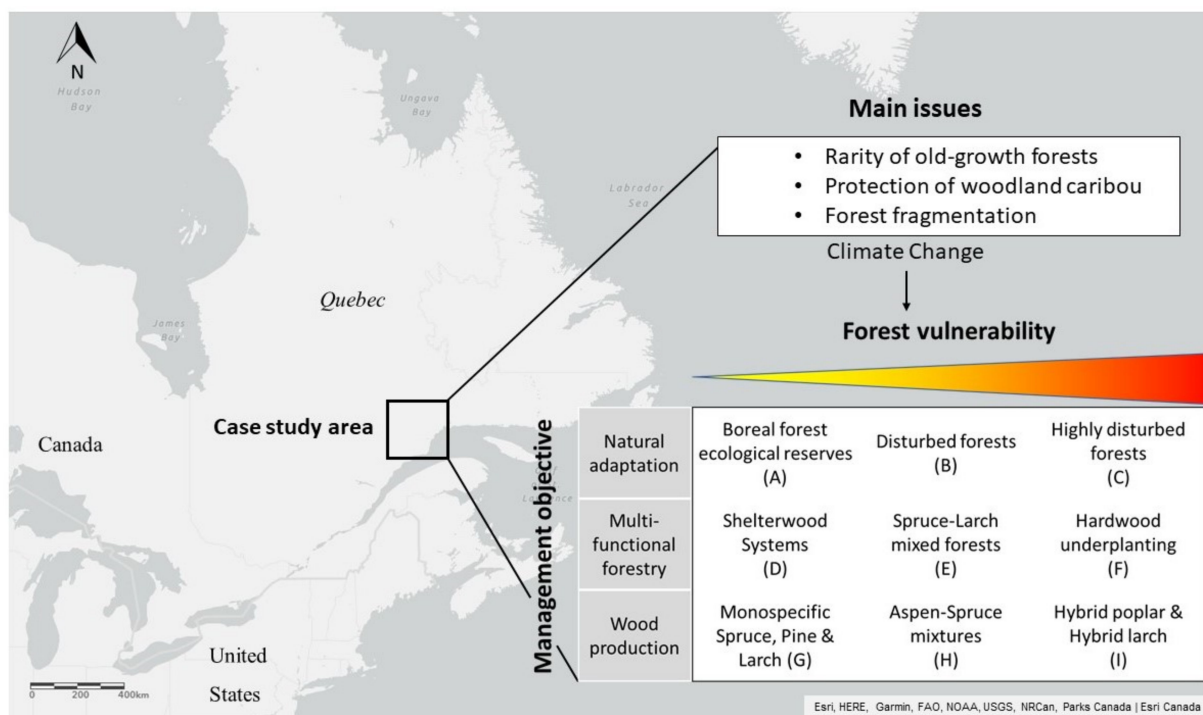 N
Hudson
Bay
Ungava
Bay
Labrador
Sea
James
Bay
Quebec
Canada
United
States
Case study area
Main issues
• Rarity of old-growth forests
• Protection of woodland caribou
• Forest fragmentation
Climate Change
Forest vulnerability
Management objective
Natural
adaptation
Boreal forest
ecological reserves
(A)
Disturbed forests
(B)
Highly disturbed
forests
(C)
Multi-
functional
forestry
Shelterwood
Systems
(D)
Spruce-Larch
mixed forests
(E)
Hardwood
underplanting
(F)
Wood
production
Monospecific
Spruce, Pine &
Larch (G)
Aspen-Spruce
mixtures
(H)
Hybrid poplar &
Hybrid larch
(I)
0 200 400km
Esri, HERE, Garmin, FAO, NOAA, USGS, NRCan, Parks Canada | Esri Canada